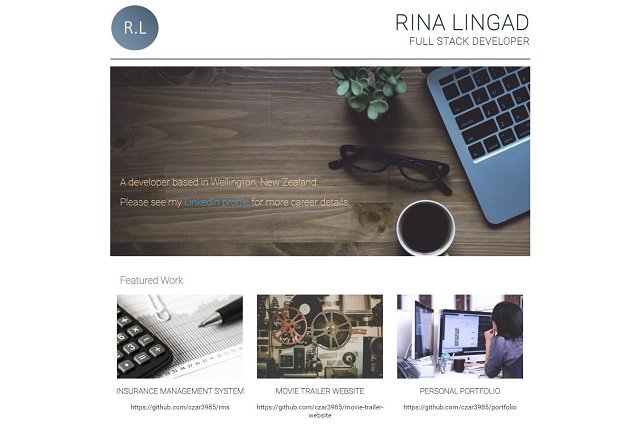 R.L
RINA LINGAD
FULL STACK DEVELOPER
A developer based in Wellington, New Zealand.
Please see my LinkedIn profile for more career details.
Featured Work
INSURANCE MANAGEMENT SYSTEM
https://github.com/czar3985/ims
MOVIE TRAILER WEBSITE
https://github.com/czar3985/movie-trailer-
website
PERSONAL PORTFOLIO
https://github.com/czar3985/portfolio